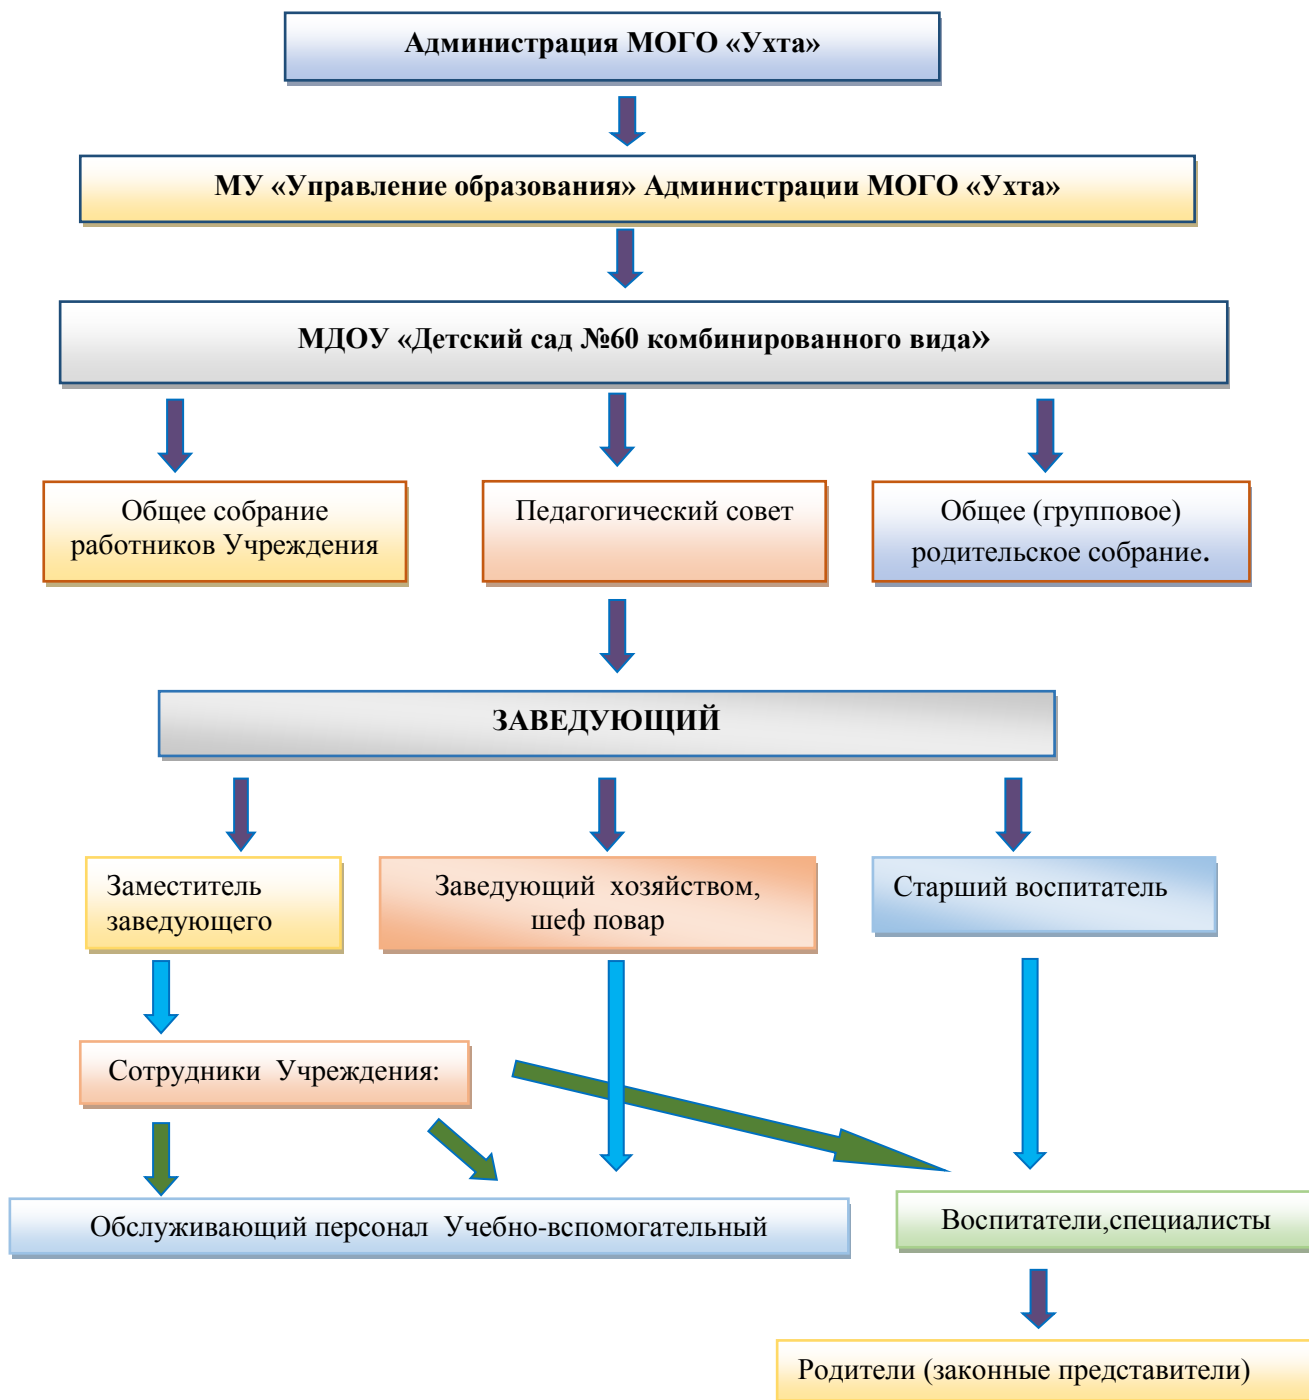 Администрация МОГО «Ухта»
МУ «Управление образования» Администрации МОГО «Ухта»
МДОУ «Детский сад №60 комбинированного вида»
Общее собрание
работников Учреждения
Педагогический совет
Общее (групповое)
родительское собрание.
ЗАВЕДУЮЩИЙ
Заместитель
заведующего
Заведующий хозяйством,
шеф повар
Старший воспитатель
Сотрудники Учреждения:
Обслуживающий персонал Учебно-вспомогательный
Воспитатели,специалисты
Родители (законные представители)